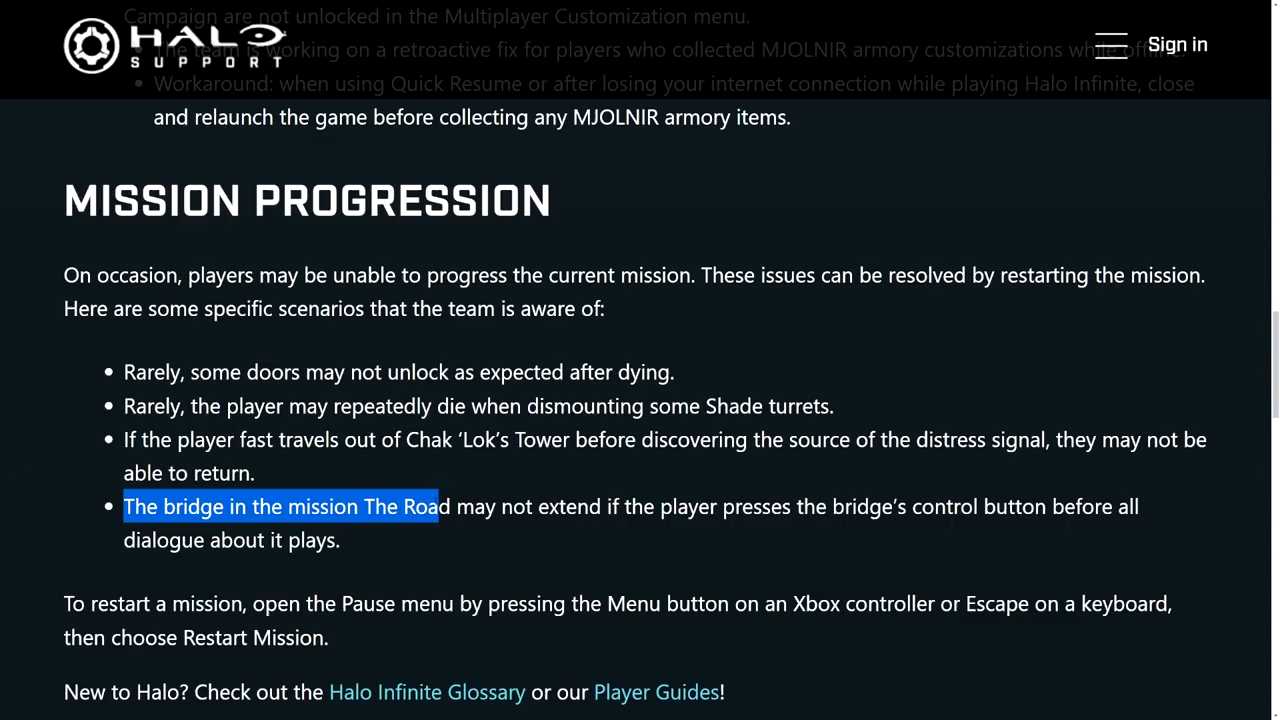 Campaign are not unlocked in the Multiplayer Customization menu.
HALO
SUPPORT
Sign in
• The team is working on a retroactive fix for players who collected MJOLNIR armory customizations while offline.
• Workaround: when using Quick Resume or after losing your internet connection while playing Halo Infinite, close
and relaunch the game before collecting any MJOLNIR armory items.
MISSION PROGRESSION
On occasion, players may be unable to progress the current mission. These issues can be resolved by restarting the mission.
Here are some specific scenarios that the team is aware of:
• Rarely, some doors may not unlock as expected after dying.
• Rarely, the player may repeatedly die when dismounting some Shade turrets.
• If the player fast travels out of Chak ‘Lok’s Tower before discovering the source of the distress signal, they may not be
able to return.
• The bridge in the mission The Road may not extend if the player presses the bridge’s control button before all
dialogue about it plays.
To restart a mission, open the Pause menu by pressing the Menu button on an Xbox controller or Escape on a keyboard,
then choose Restart Mission.
New to Halo? Check out the Halo Infinite Glossary or our Player Guides!